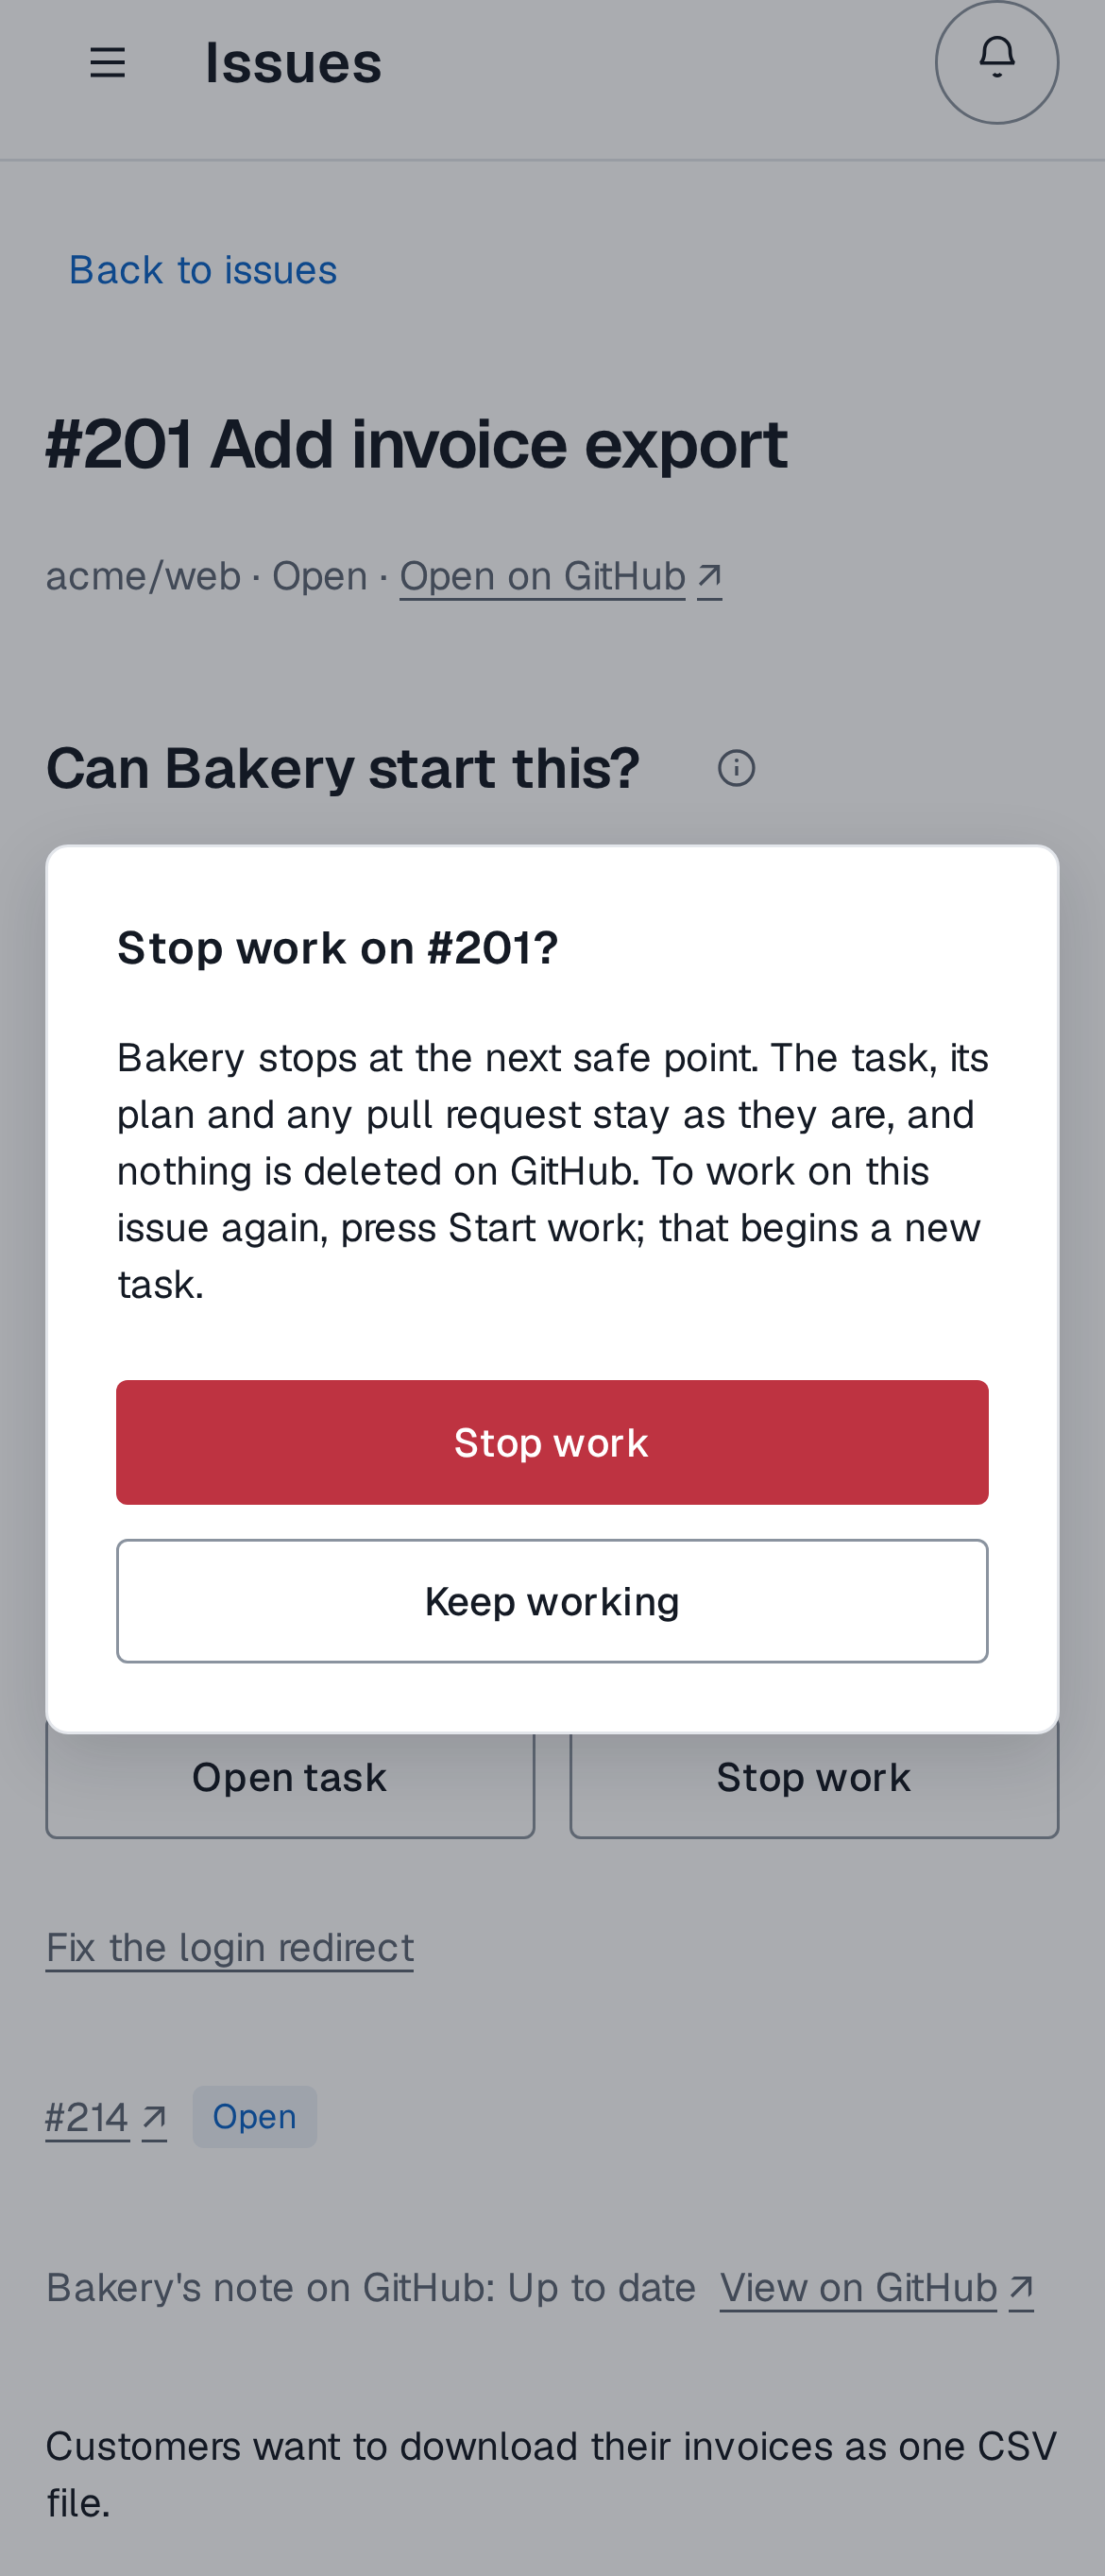 Issues
Back to issues
#201 Add invoice export
acme/web · Open · Open on GitHub ↗
Can Bakery start this?
Stop work on #201?
Bakery stops at the next safe point. The task, its
plan and any pull request stay as they are, and
nothing is deleted on GitHub. To work on this
issue again, press Start work; that begins a new
task.
Stop work
Keep working
Open task
Stop work
Fix the login redirect
#214 ↗ Open
Bakery's note on GitHub: Up to date View on GitHub ↗
Customers want to download their invoices as one CSV
file.